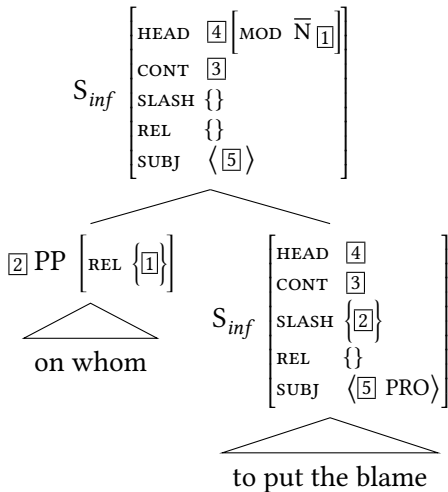 S_inf [HEAD [4][MOD N̅ [1]]
CONT [3]
SLASH {}
REL {}
SUBJ ⟨[5]⟩]
[2] PP [REL {[1]}]
on whom
S_inf [HEAD [4]
CONT [3]
SLASH {[2]}
REL {}
SUBJ ⟨[5] PRO⟩]
to put the blame